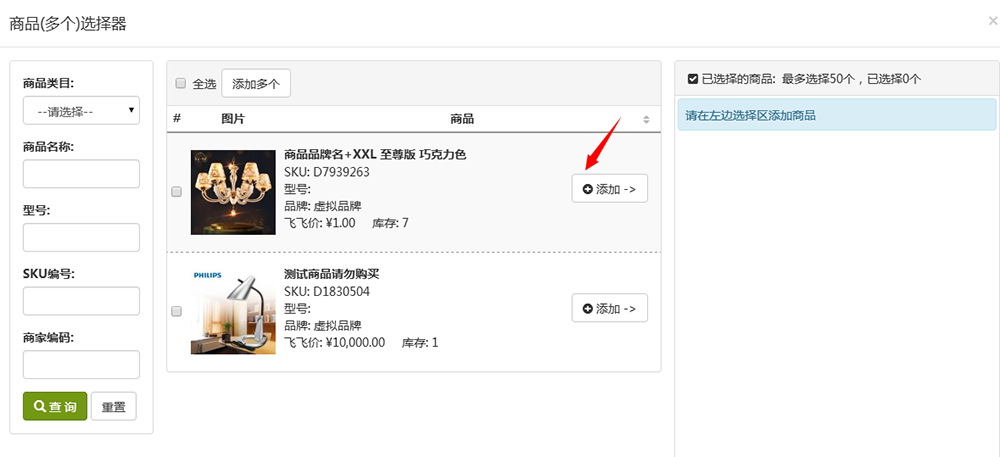 商品(多个)选择器
×
商品类目:
--请选择--
商品名称:
型号:
SKU编号:
商家编码:
查 询 重置
全选 添加多个
# 图片 商品
商品品牌名+XXL 至尊版 巧克力色
SKU: D7939263
型号:
品牌: 虚拟品牌
飞飞价: ¥1.00 库存: 7
添加 ->
PHILIPS
测试商品请勿购买
SKU: D1830504
型号:
品牌: 虚拟品牌
飞飞价: ¥10,000.00 库存: 1
添加 ->
已选择的商品: 最多选择50个，已选择0个
请在左边选择区添加商品